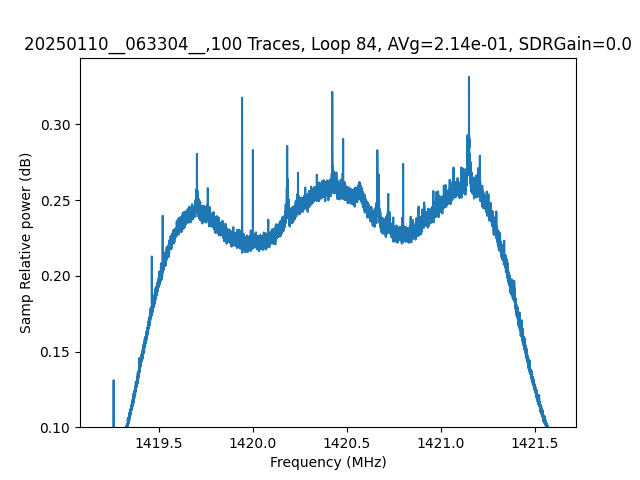 20250110__063304__,100 Traces, Loop 84, AVg=2.14e-01, SDRGain=0.0
Samp Relative power (dB)
0.30
0.25
0.20
0.15
0.10
1419.5 1420.0 1420.5 1421.0 1421.5
Frequency (MHz)